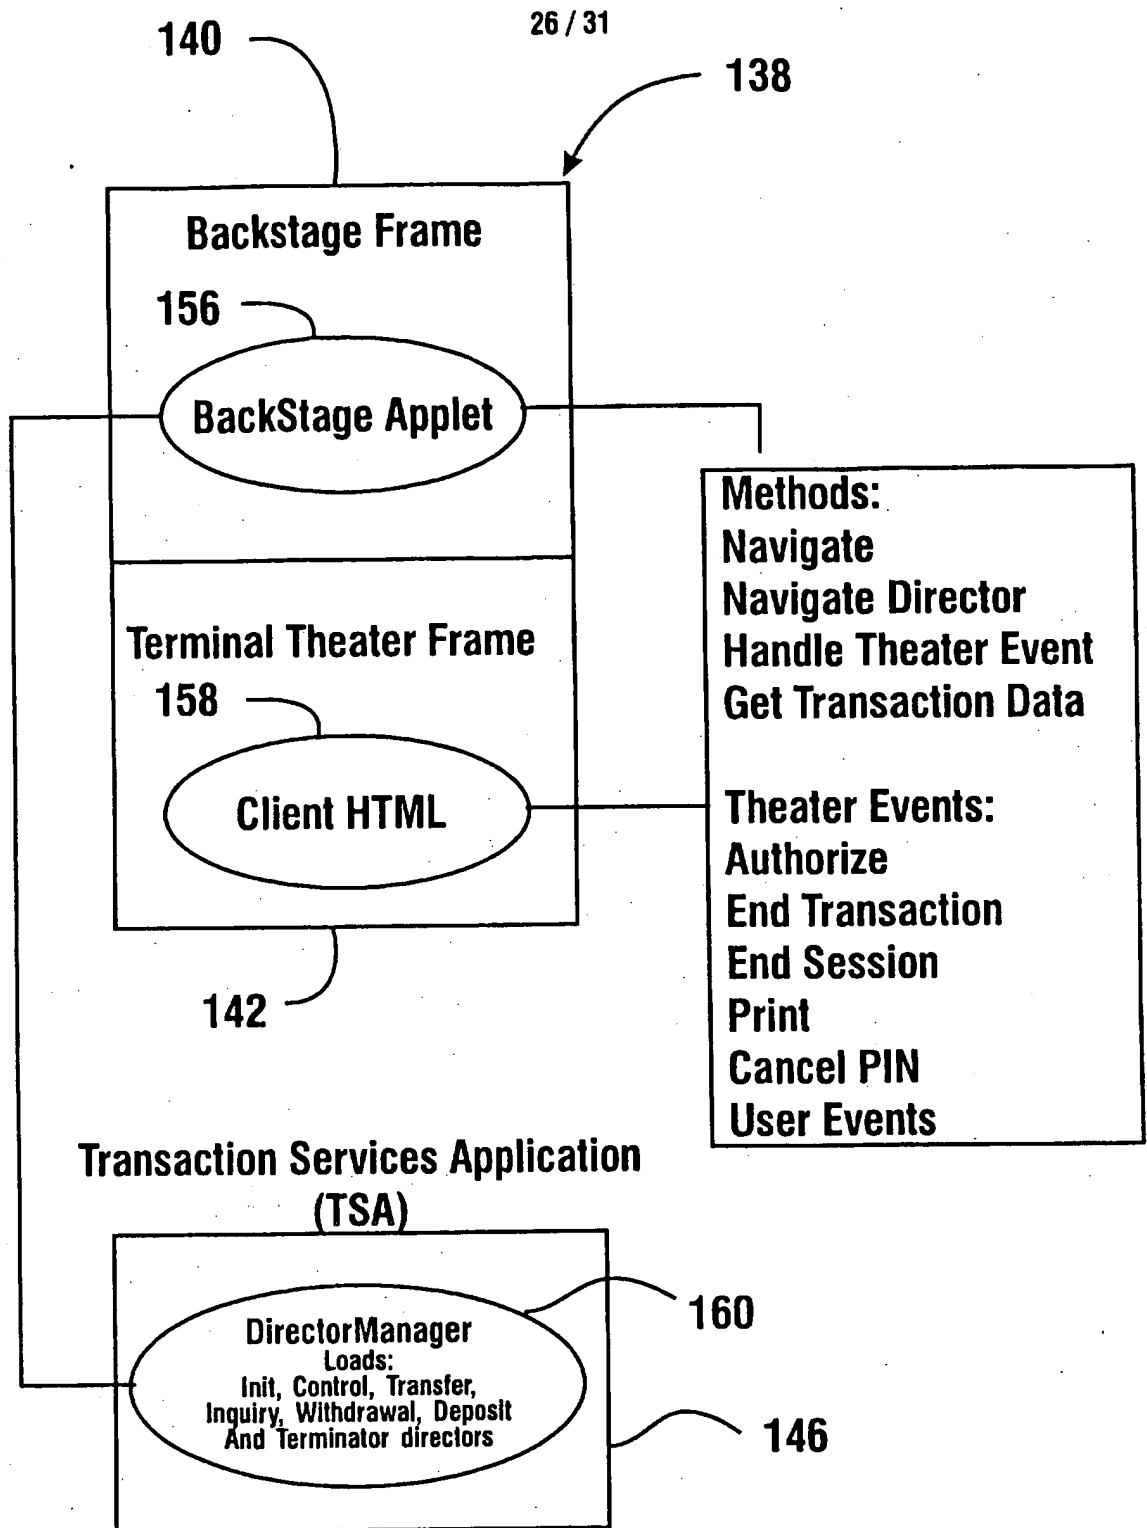 26 / 31
140
138
Backstage Frame
156
BackStage Applet
Methods:
Navigate
Navigate Director
Handle Theater Event
Get Transaction Data
Terminal Theater Frame
158
Client HTML
Theater Events:
Authorize
End Transaction
End Session
Print
Cancel PIN
User Events
142
Transaction Services Application
(TSA)
160
DirectorManager
Loads:
Init, Control, Transfer,
Inquiry, Withdrawal, Deposit
And Terminator directors
146